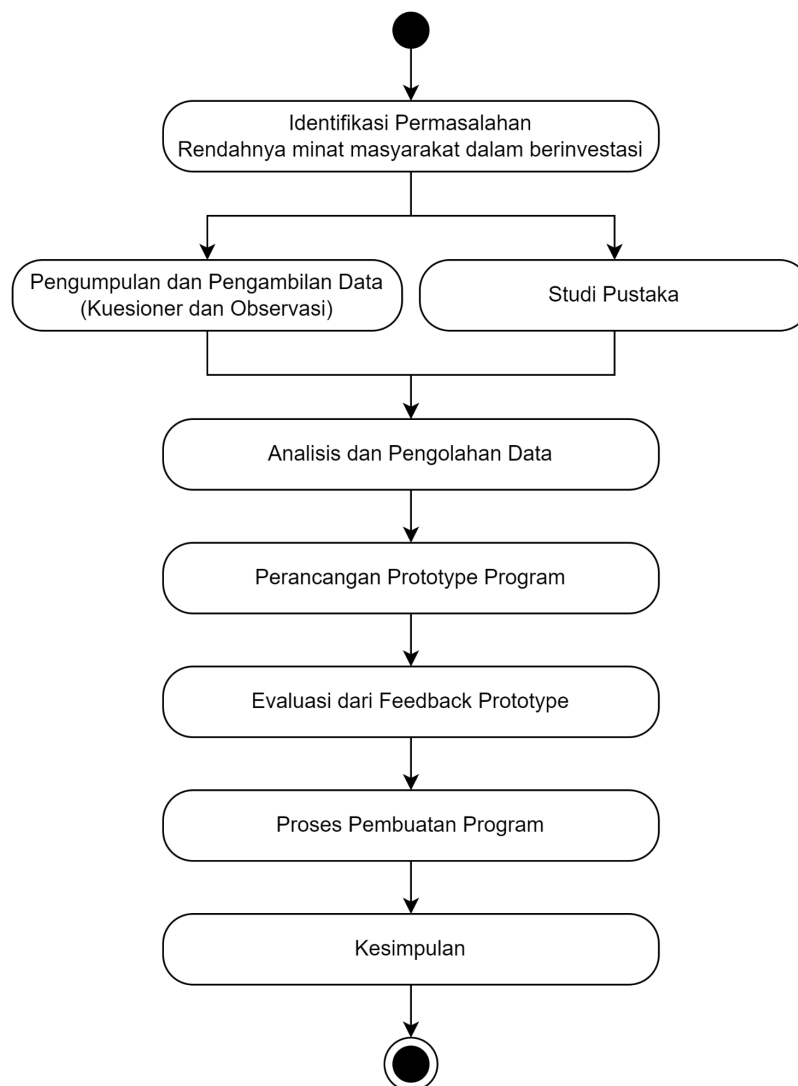 Identifikasi Permasalahan
Rendahnya minat masyarakat dalam berinvestasi
Pengumpulan dan Pengambilan Data
(Kuesioner dan Observasi)
Studi Pustaka
Analisis dan Pengolahan Data
Perancangan Prototype Program
Evaluasi dari Feedback Prototype
Proses Pembuatan Program
Kesimpulan